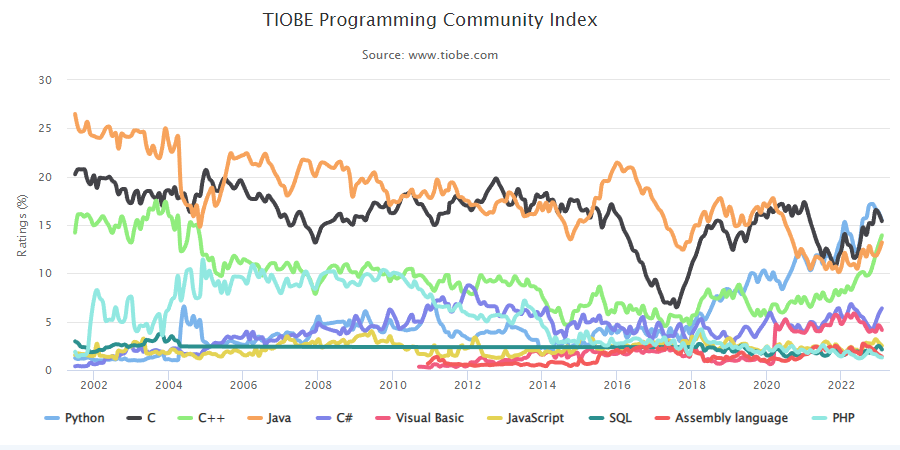 TIOBE Programming Community Index
Source: www.tiobe.com
Ratings (%)
30
25
20
15
10
5
0
2002 2004 2006 2008 2010 2012 2014 2016 2018 2020 2022
Python C C++ Java C# Visual Basic JavaScript SQL Assembly language PHP